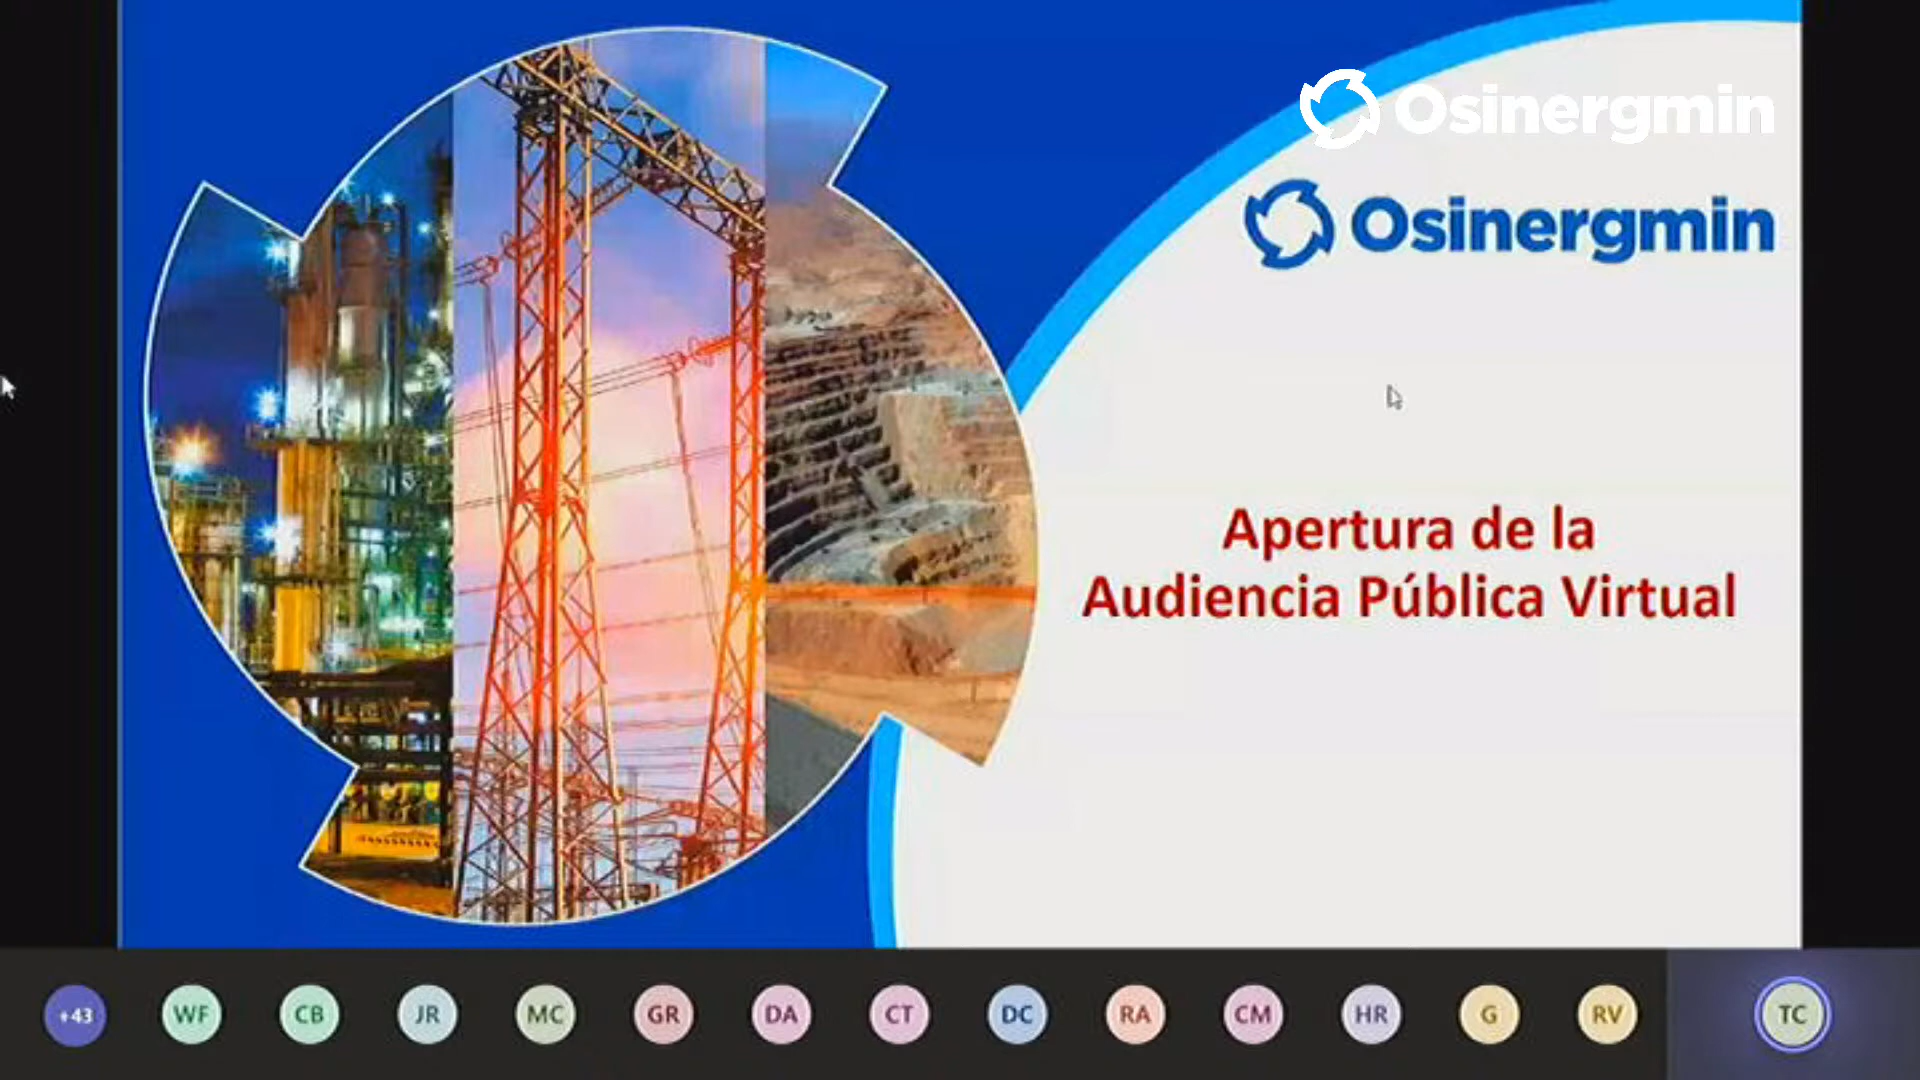 Osinergmin
Osinergmin
Apertura de la
Audiencia Pública Virtual
+43
WF
CB
JR
MC
GR
DA
CT
DC
RA
CM
HR
G
RV
TC